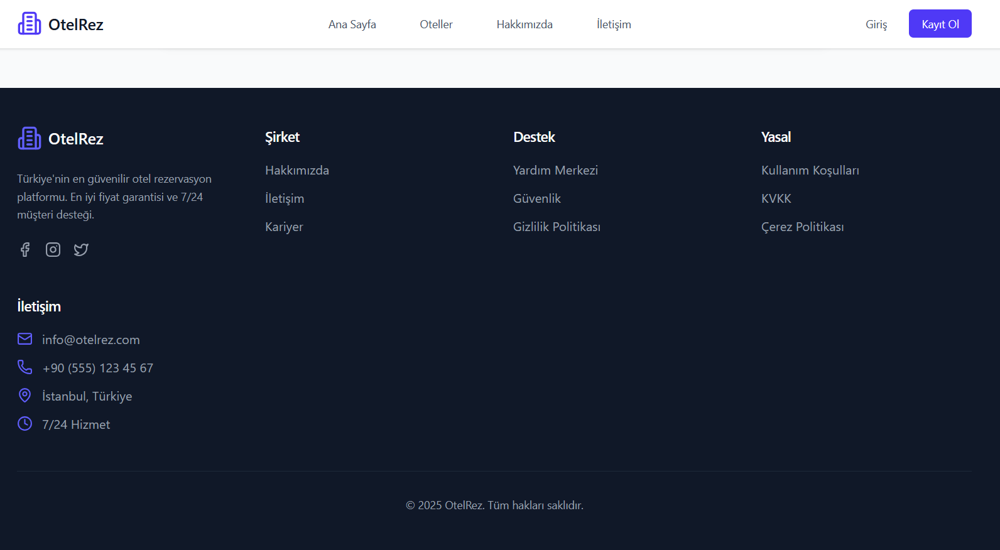 OtelRez
Ana Sayfa
Oteller
Hakkımızda
İletişim
Giriş
Kayıt Ol
OtelRez
Türkiye'nin en güvenilir otel rezervasyon
platformu. En iyi fiyat garantisi ve 7/24
müşteri desteği.
Şirket
Hakkımızda
İletişim
Kariyer
Destek
Yardım Merkezi
Güvenlik
Gizlilik Politikası
Yasal
Kullanım Koşulları
KVKK
Çerez Politikası
İletişim
info@otelrez.com
+90 (555) 123 45 67
İstanbul, Türkiye
7/24 Hizmet
© 2025 OtelRez. Tüm hakları saklıdır.